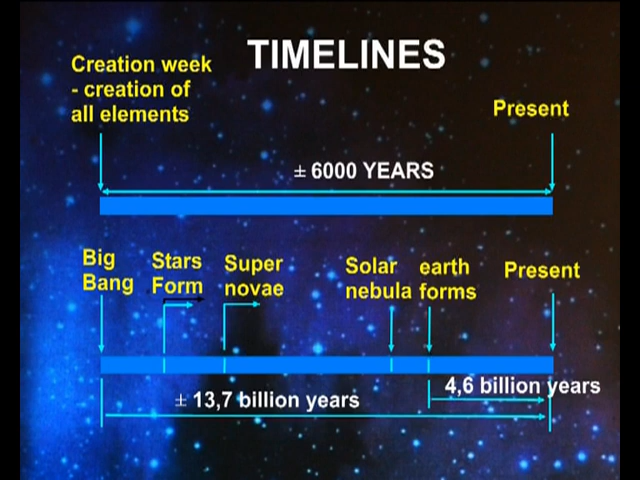 TIMELINES
Creation week
- creation of
all elements
Present
± 6000 YEARS
Big
Bang
Stars
Form
Super
novae
Solar
nebula
earth
forms
Present
4,6 billion years
± 13,7 billion years